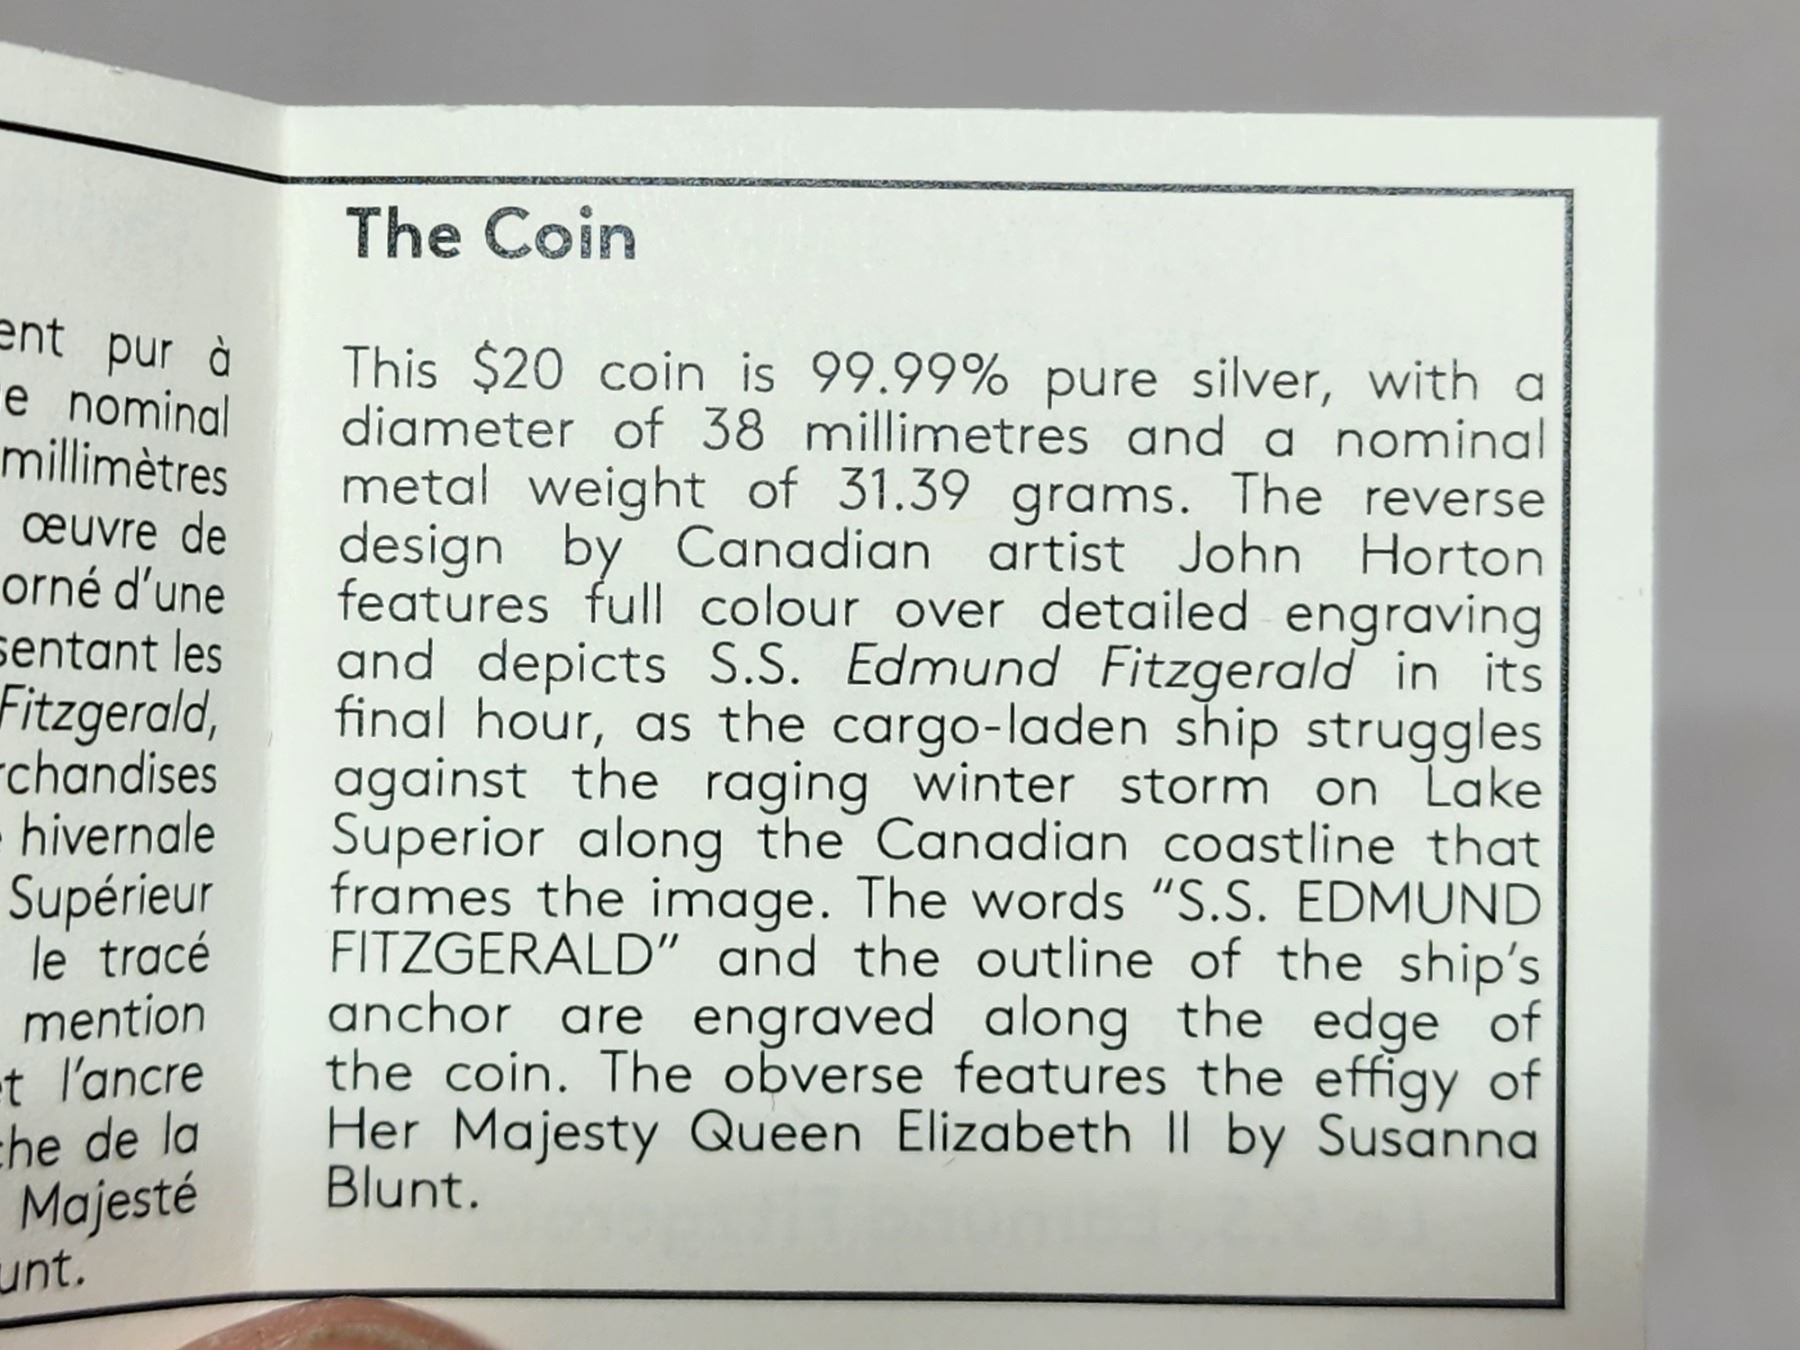 ent pur à
e nominal
millimètres
œuvre de
orné d'une
sentant les
Fitzgerald,
rchandises
hivernale
Supérieur
le tracé
mention
t l'ancre
che de la
Majesté
unt.
The Coin
This $20 coin is 99.99% pure silver, with a
diameter of 38 millimetres and a nominal
metal weight of 31.39 grams. The reverse
design by Canadian artist John Horton
features full colour over detailed engraving
and depicts S.S. Edmund Fitzgerald in its
final hour, as the cargo-laden ship struggles
against the raging winter storm on Lake
Superior along the Canadian coastline that
frames the image. The words “S.S. EDMUND
FITZGERALD” and the outline of the ship's
anchor are engraved along the edge of
the coin. The obverse features the effigy of
Her Majesty Queen Elizabeth II by Susanna
Blunt.